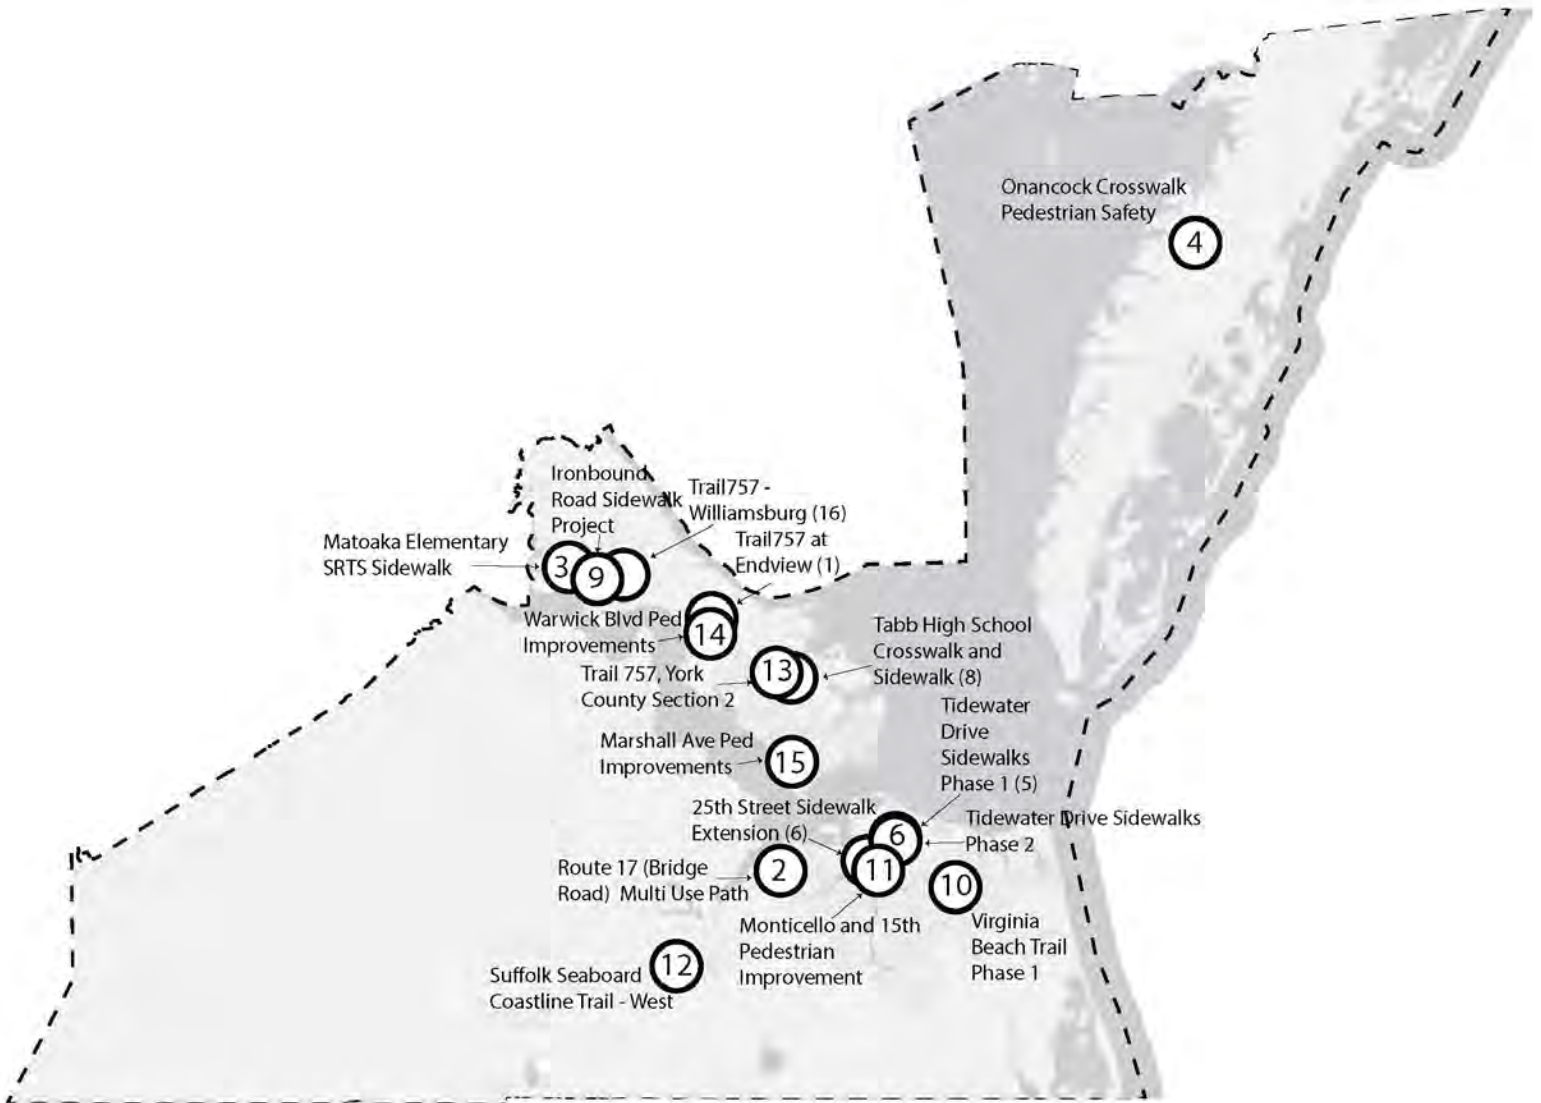 Onancock Crosswalk
Pedestrian Safety
4
Ironbound
Road Sidewalk
Project
Trail757 -
Williamsburg (16)
Trail757 at
Endview (1)
Matoaka Elementary
SRTS Sidewalk
3
9
Warwick Blvd Ped
Improvements
14
Tabb High School
Crosswalk and
Sidewalk (8)
Trail 757, York
County Section 2
13
Tidewater
Drive
Sidewalks
Phase 1 (5)
Marshall Ave Ped
Improvements
15
25th Street Sidewalk
Extension (6)
6
Tidewater Drive Sidewalks
Phase 2
Route 17 (Bridge
Road) Multi Use Path
2
11
10
Monticello and 15th
Pedestrian
Improvement
Virginia
Beach Trail
Phase 1
12
Suffolk Seaboard
Coastline Trail - West